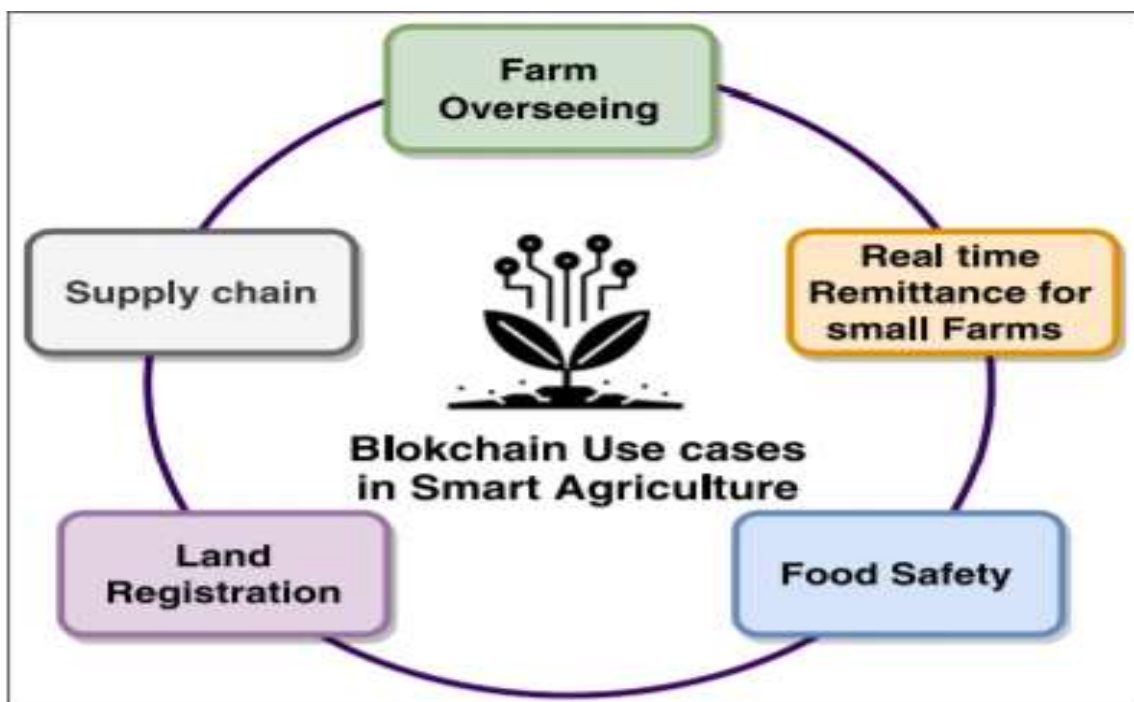 Farm
Overseeing
Supply chain
Real time
Remittance for
small Farms
Blokchain Use cases
in Smart Agriculture
Land
Registration
Food Safety